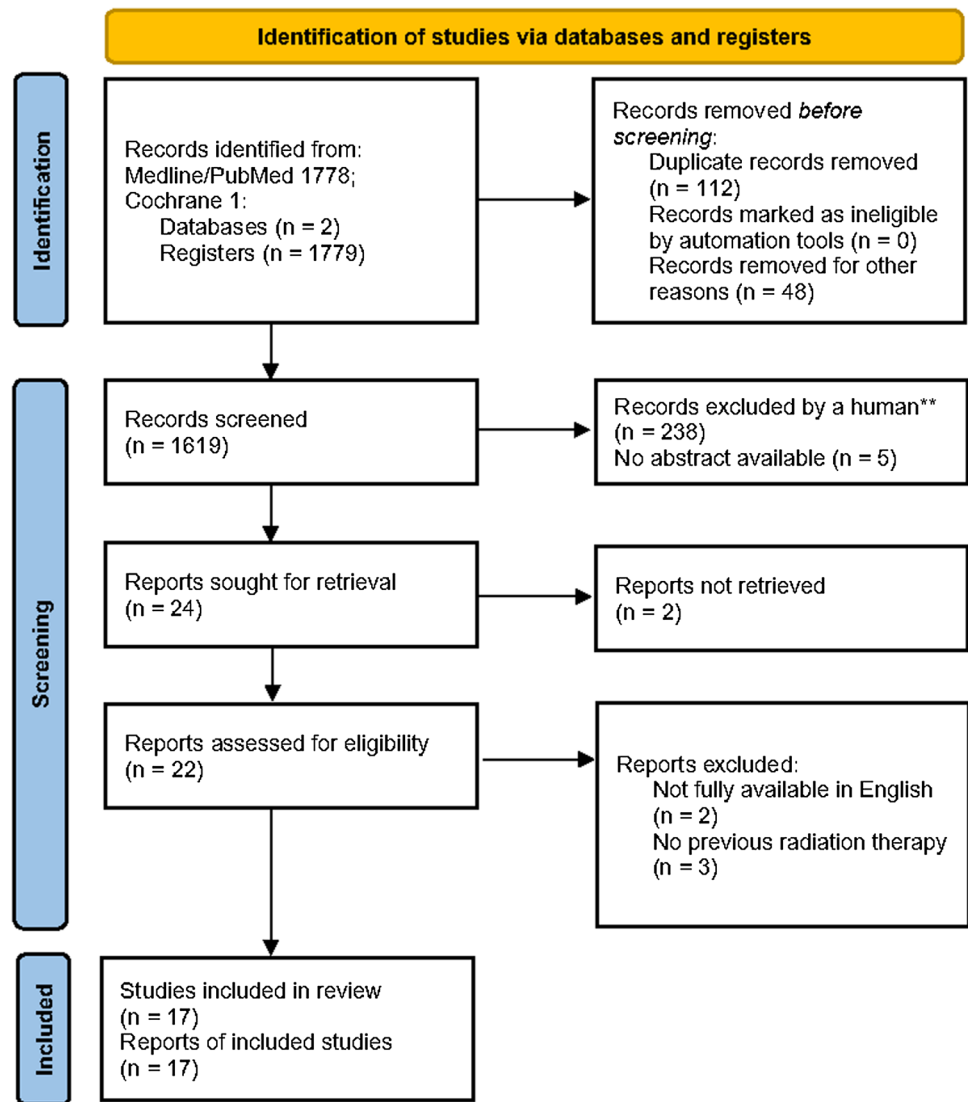 Identification of studies via databases and registers
Identification
Records identified from:
Medline/PubMed 1778;
Cochrane 1:
Databases (n = 2)
Registers (n = 1779)
Records removed before
screening:
Duplicate records removed
(n = 112)
Records marked as ineligible
by automation tools (n = 0)
Records removed for other
reasons (n = 48)
Screening
Records screened
(n = 1619)
Records excluded by a human**
(n = 238)
No abstract available (n = 5)
Reports sought for retrieval
(n = 24)
Reports not retrieved
(n = 2)
Reports assessed for eligibility
(n = 22)
Reports excluded:
Not fully available in English
(n = 2)
No previous radiation therapy
(n = 3)
Included
Studies included in review
(n = 17)
Reports of included studies
(n = 17)